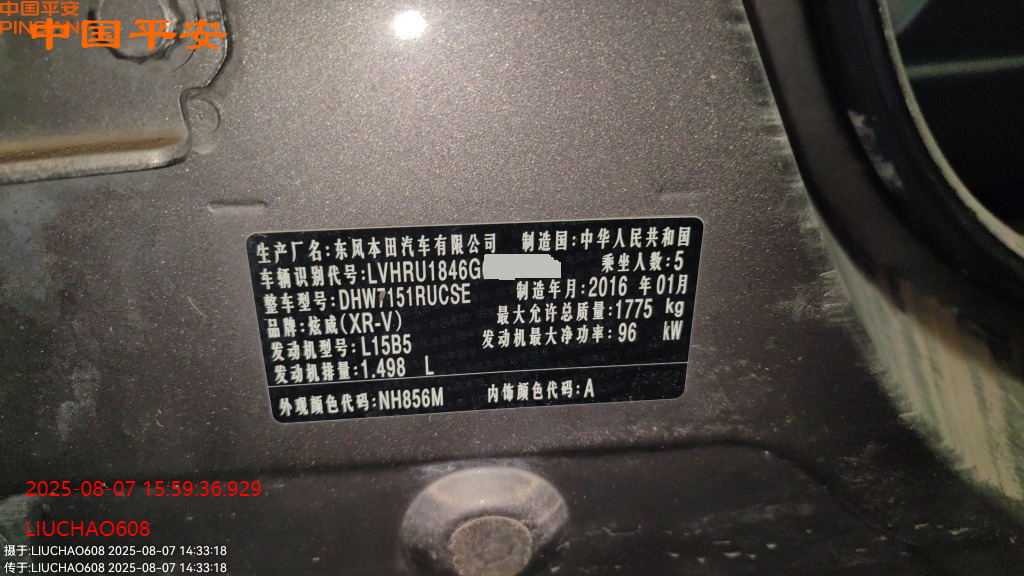 中国平安
PINGAN
中国平安
生产厂名:东风本田汽车有限公司 制造国:中华人民共和国
车辆识别代号:LVHRU1846G 乘坐人数:5
整车型号:DHW7151RUCSE 制造年月:2016 年 01月
品牌:炫威(XR-V) 最大允许总质量:1775 kg
发动机型号:L15B5 发动机最大净功率:96 kW
发动机排量:1.498 L
外观颜色代码:NH856M 内饰颜色代码:A
2025-08-07 15:59:36:929
LIUCHAO608
摄于:LIUCHAO608 2025-08-07 14:33:18
传于:LIUCHAO608 2025-08-07 14:33:18